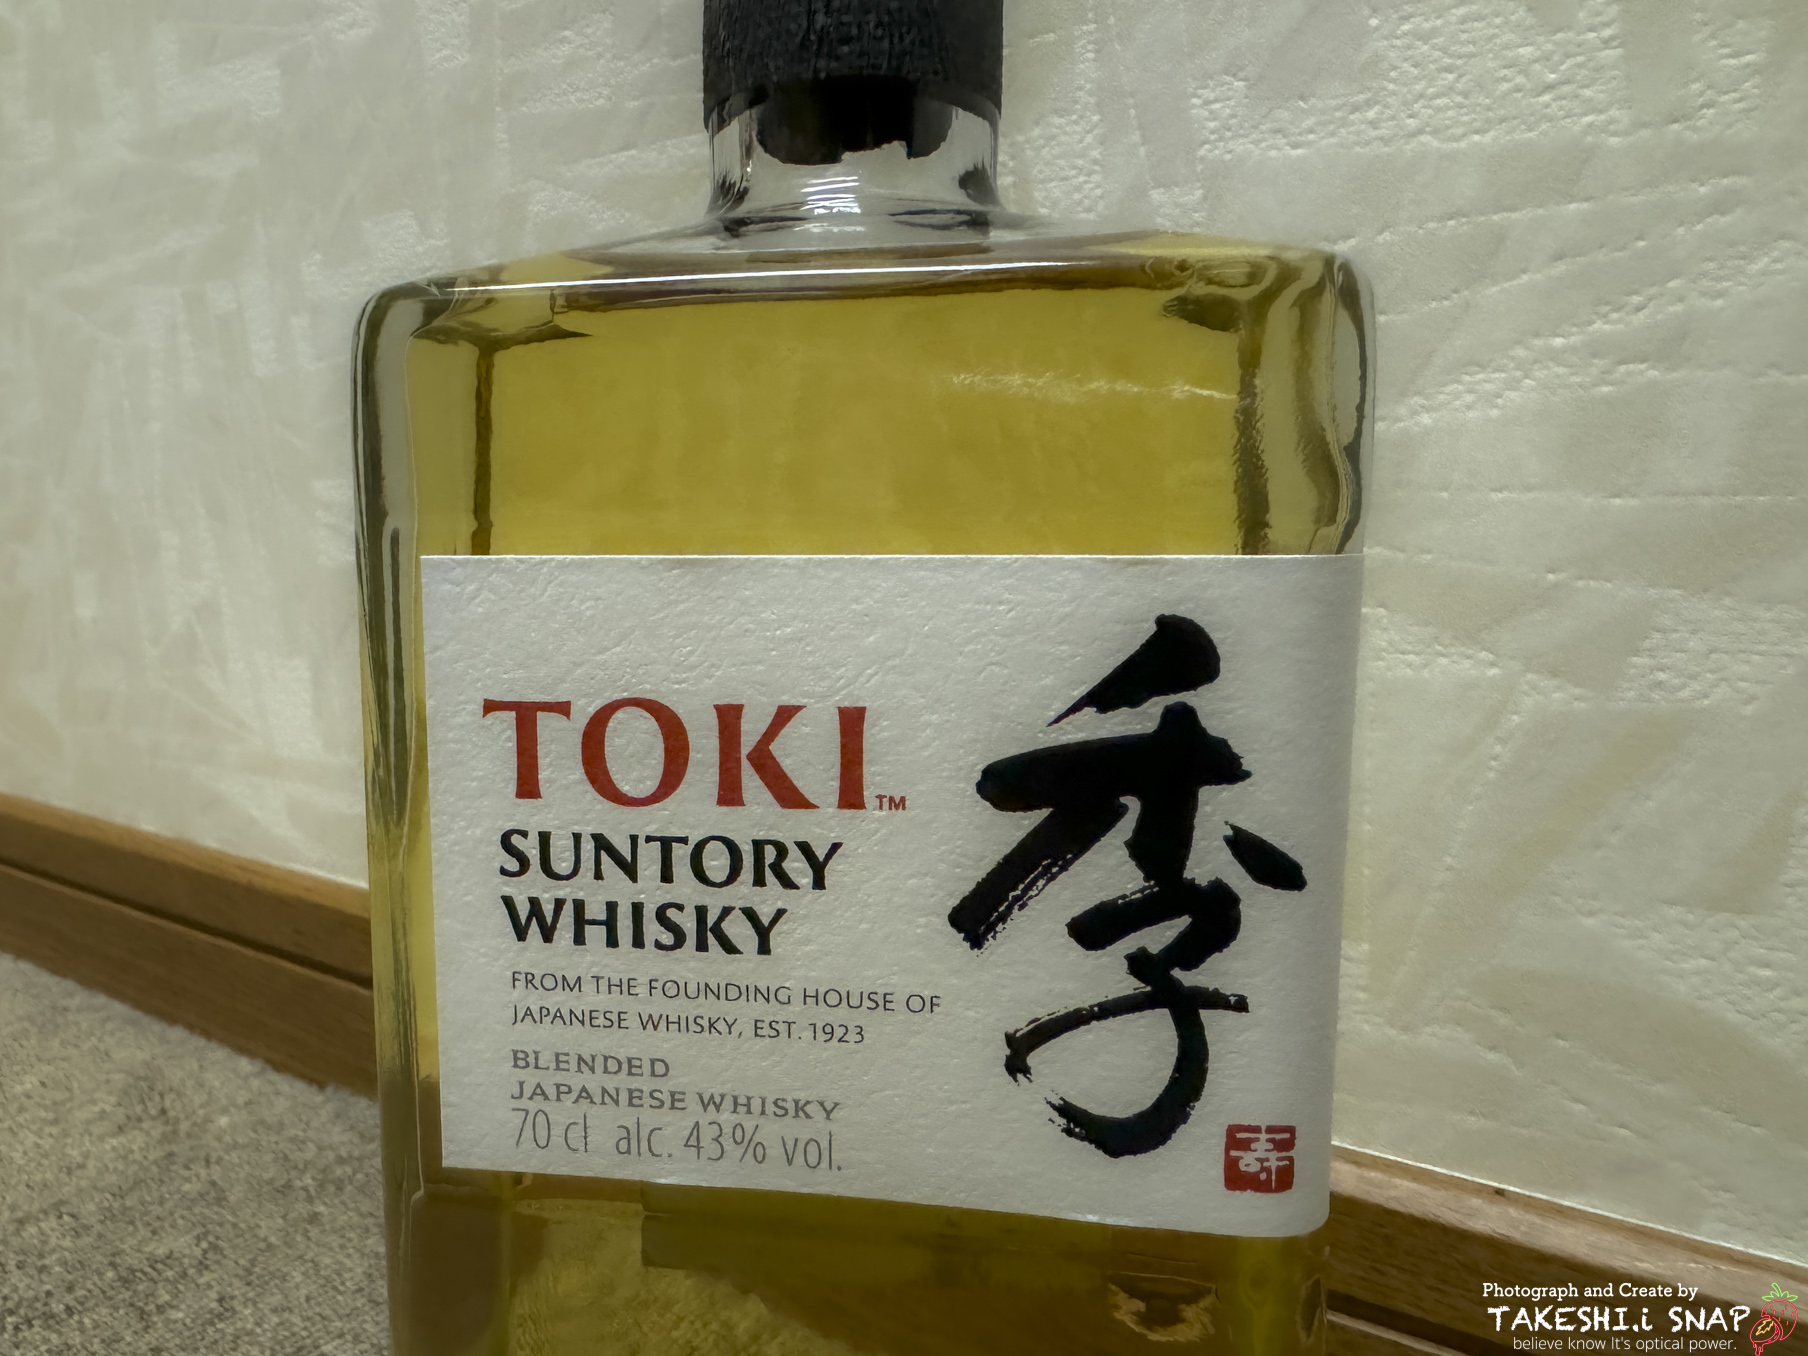 TOKI™
SUNTORY
WHISKY
FROM THE FOUNDING HOUSE OF
JAPANESE WHISKY, EST. 1923
BLENDED
JAPANESE WHISKY
70 cl alc. 43% vol.
季
寿
Photograph and Create by
TAKESHI.i SNAP
believe know It's optical power.